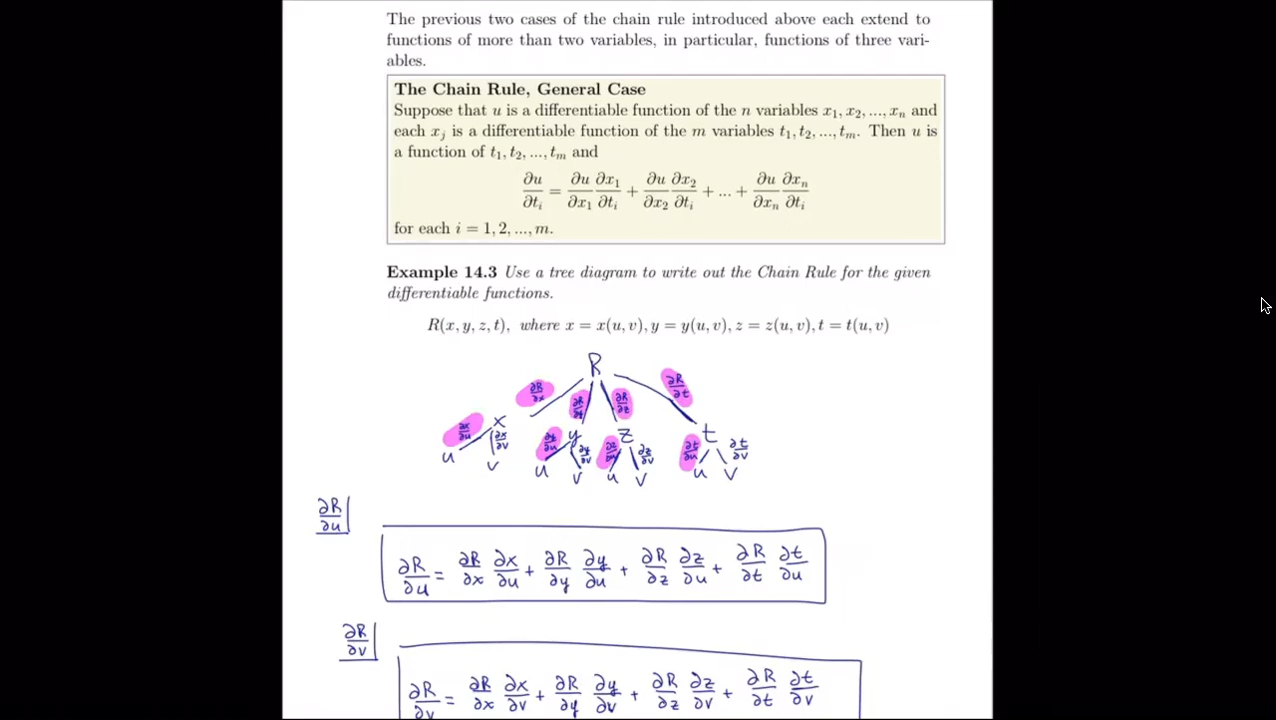 The previous two cases of the chain rule introduced above each extend to
functions of more than two variables, in particular, functions of three vari-
ables.
The Chain Rule, General Case
Suppose that u is a differentiable function of the n variables x₁, x₂, ..., xₙ and
each xⱼ is a differentiable function of the m variables t₁, t₂, ..., tₘ. Then u is
a function of t₁, t₂, ..., tₘ and
∂u/∂tᵢ = ∂u/∂x₁ ∂x₁/∂tᵢ + ∂u/∂x₂ ∂x₂/∂tᵢ + ... + ∂u/∂xₙ ∂xₙ/∂tᵢ
for each i = 1, 2, ..., m.
Example 14.3 Use a tree diagram to write out the Chain Rule for the given
differentiable functions.
R(x, y, z, t), where x = x(u, v), y = y(u, v), z = z(u, v), t = t(u, v)
R
∂R/∂x ∂R/∂y ∂R/∂z ∂R/∂t
x y z t
∂x/∂u ∂x/∂v ∂y/∂u ∂y/∂v ∂z/∂u ∂z/∂v ∂t/∂u ∂t/∂v
u v u v u v u v
∂R/∂u
∂R/∂u = ∂R/∂x ∂x/∂u + ∂R/∂y ∂y/∂u + ∂R/∂z ∂z/∂u + ∂R/∂t ∂t/∂u
∂R/∂v
∂R/∂v = ∂R/∂x ∂x/∂v + ∂R/∂y ∂y/∂v + ∂R/∂z ∂z/∂v + ∂R/∂t ∂t/∂v